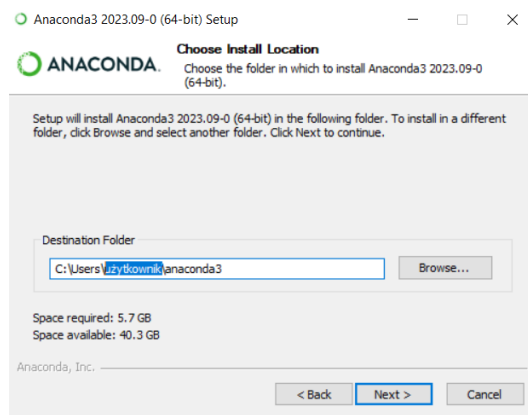 Anaconda3 2023.09-0 (64-bit) Setup
ANACONDA.
Choose Install Location
Choose the folder in which to install Anaconda3 2023.09-0
(64-bit).
Setup will install Anaconda3 2023.09-0 (64-bit) in the following folder. To install in a different
folder, click Browse and select another folder. Click Next to continue.
Destination Folder
C:\Users\użytkownik\anaconda3
Browse...
Space required: 5.7 GB
Space available: 40.3 GB
Anaconda, Inc.
< Back
Next >
Cancel